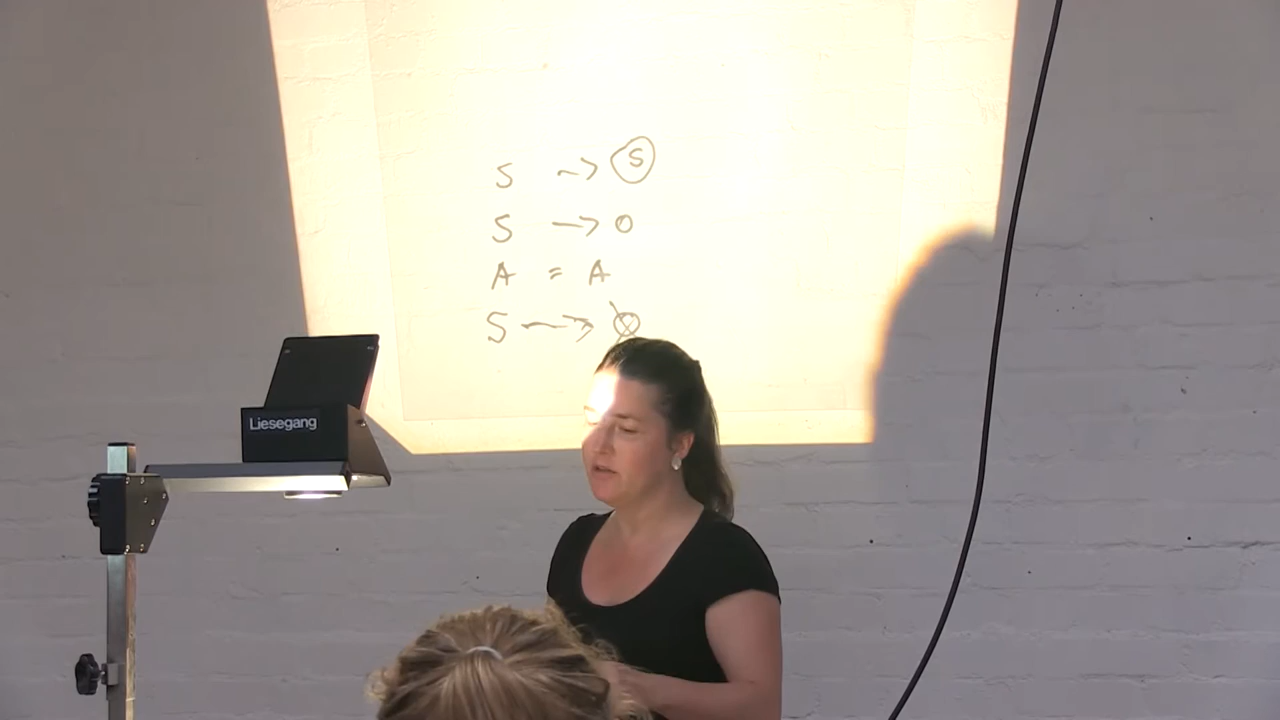 S ~> Ⓢ
S —> O
A = A
S —> ⦻
Liesegang